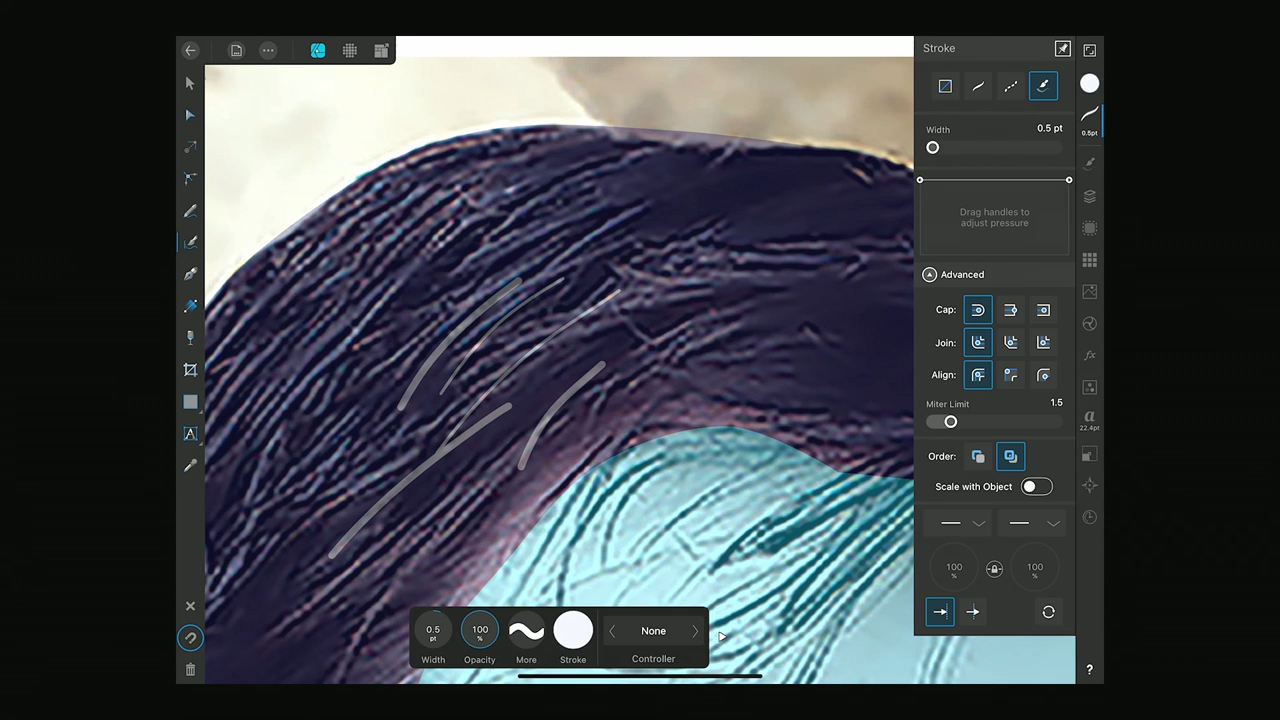 Stroke
Width 0.5 pt
0.5pt
Drag handles to
adjust pressure
Advanced
Cap:
Join:
Align:
Miter Limit 1.5
a
22.4pt
Order:
Scale with Object
100 % 100 %
fx
A
0.5 pt 100 % None
Width Opacity More Stroke Controller
?